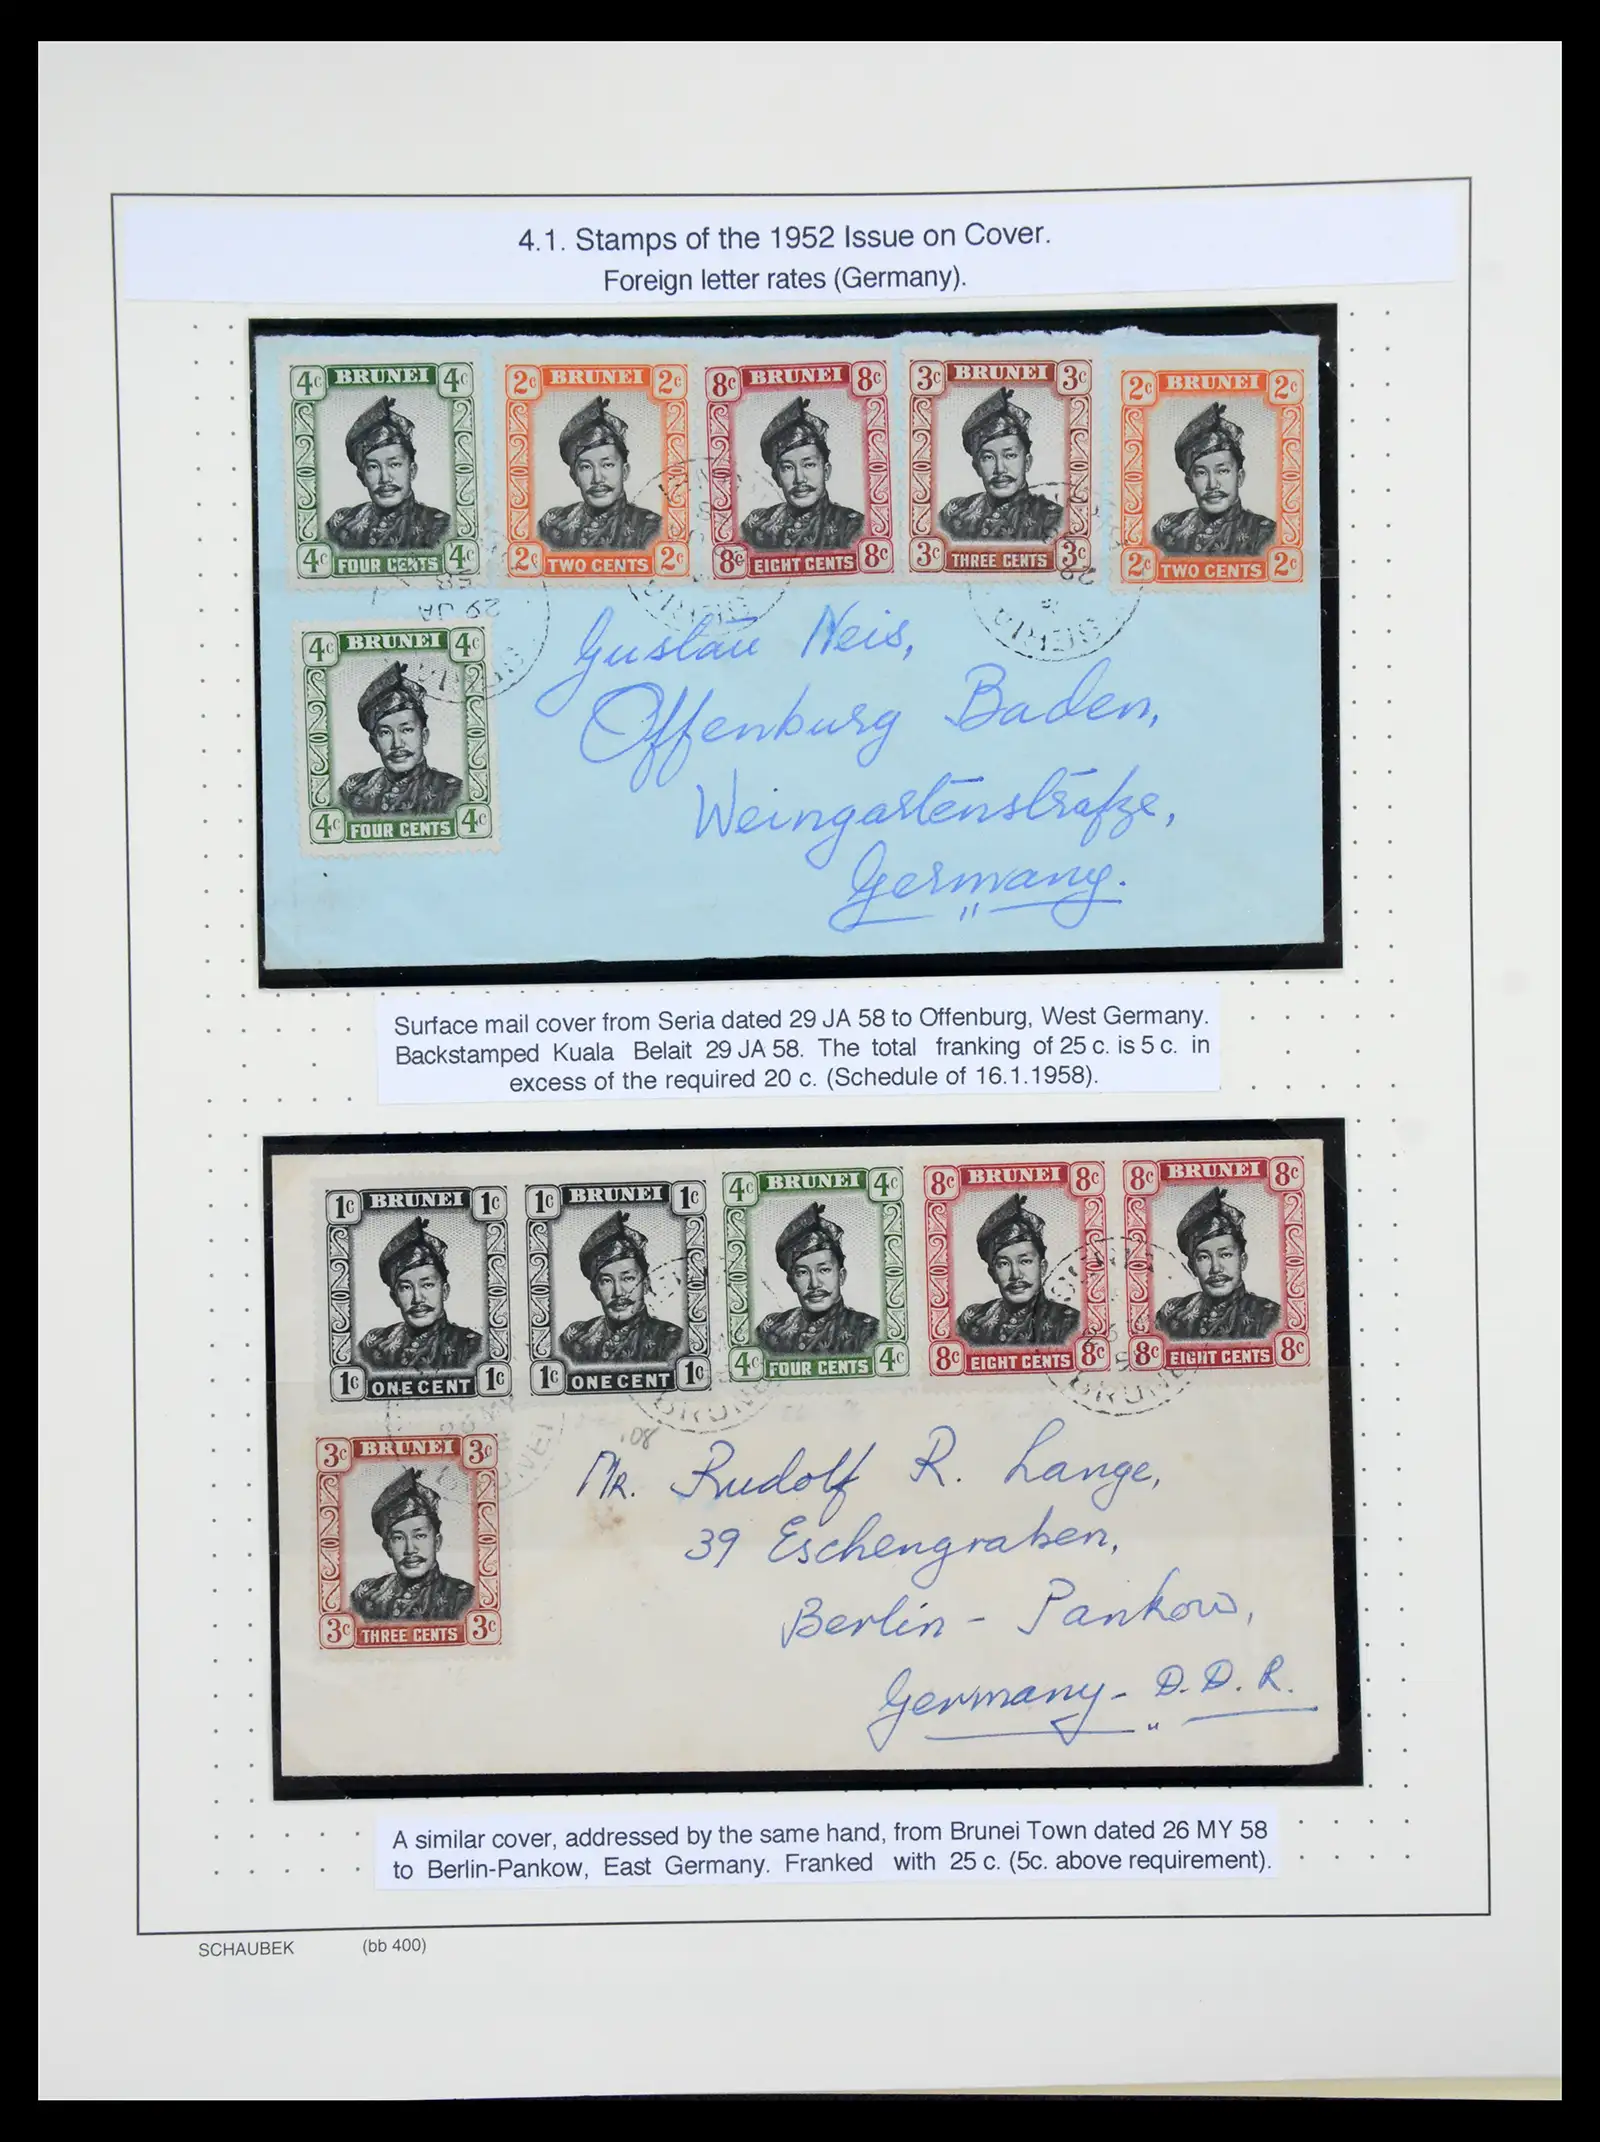 4.1. Stamps of the 1952 Issue on Cover.
Foreign letter rates (Germany).
4c BRUNEI 4c
4c FOUR CENTS 4c
2c BRUNEI 2c
2c TWO CENTS 2c
8c BRUNEI 8c
8c EIGHT CENTS 8c
3c BRUNEI 3c
3c THREE CENTS 3c
2c BRUNEI 2c
2c TWO CENTS 2c
29 JA
SERIA
SERIA
SERIA
4c BRUNEI 4c
4c FOUR CENTS 4c
Gustav Neis,
Offenburg Baden,
Weingartenstraße,
Germany.
Surface mail cover from Seria dated 29 JA 58 to Offenburg, West Germany.
Backstamped Kuala Belait 29 JA 58. The total franking of 25 c. is 5 c. in
excess of the required 20 c. (Schedule of 16.1.1958).
1c BRUNEI 1c
1c ONE CENT 1c
1c BRUNEI 1c
1c ONE CENT 1c
4c BRUNEI 4c
4c FOUR CENTS 4c
8c BRUNEI 8c
8c EIGHT CENTS 8c
8c BRUNEI 8c
8c EIGHT CENTS 8c
BRUNEI
BRUNEI
3c BRUNEI 3c
3c THREE CENTS 3c
Mr. Rudolf R. Lange,
39 Eschengraben,
Berlin - Pankow,
Germany - D.D.R.
A similar cover, addressed by the same hand, from Brunei Town dated 26 MY 58
to Berlin-Pankow, East Germany. Franked with 25 c. (5c. above requirement).
SCHAUBEK (bb 400)